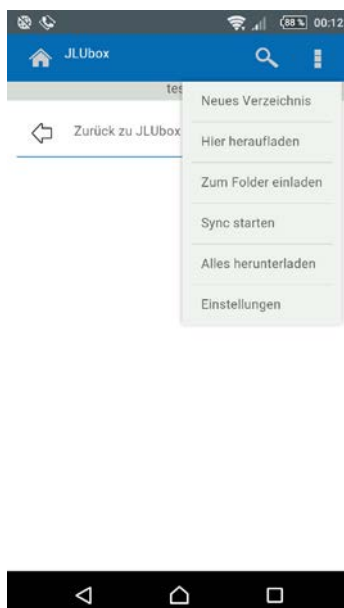 88% 00:12
JLUbox
tes
Neues Verzeichnis
Zurück zu JLUbox
Hier heraufladen
Zum Folder einladen
Sync starten
Alles herunterladen
Einstellungen